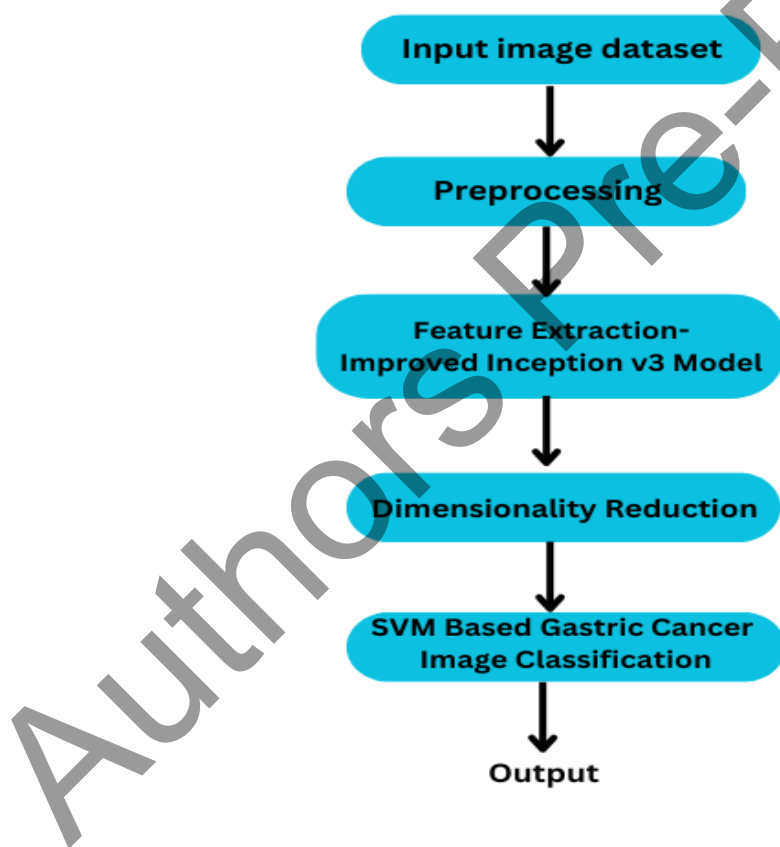 Input image dataset
Preprocessing
Feature Extraction-
Improved Inception v3 Model
Dimensionality Reduction
SVM Based Gastric Cancer
Image Classification
Output
Authors Pre-